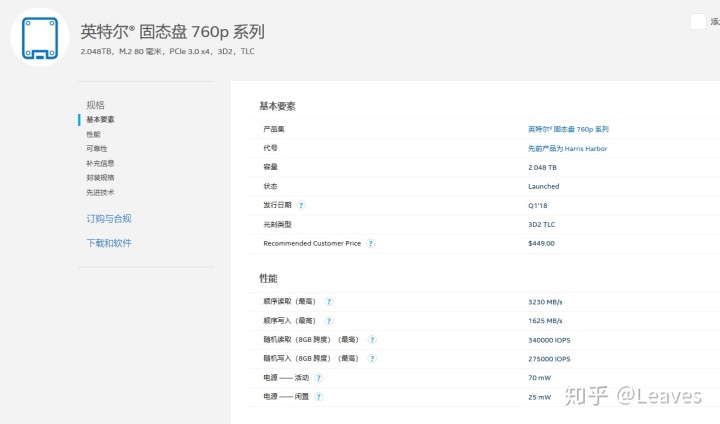 英特尔® 固态盘 760p 系列
2.048TB，M.2 80 毫米，PCIe 3.0 x4，3D2，TLC
规格
基本要素
性能
可靠性
补充信息
封装规格
先进技术
订购与合规
下载和软件
基本要素
产品集 英特尔® 固态盘 760p 系列
代号 先前产品为 Harris Harbor
容量 2.048 TB
状态 Launched
发行日期 ? Q1'18
光刻类型 3D2 TLC
Recommended Customer Price ? $449.00
性能
顺序读取（最高） ? 3230 MB/s
顺序写入（最高） ? 1625 MB/s
随机读取（8GB 跨度）（最高） ? 340000 IOPS
随机写入（8GB 跨度）（最高） ? 275000 IOPS
电源 —— 活动 ? 70 mW
电源 —— 闲置 ? 25 mW
知乎 @Leaves